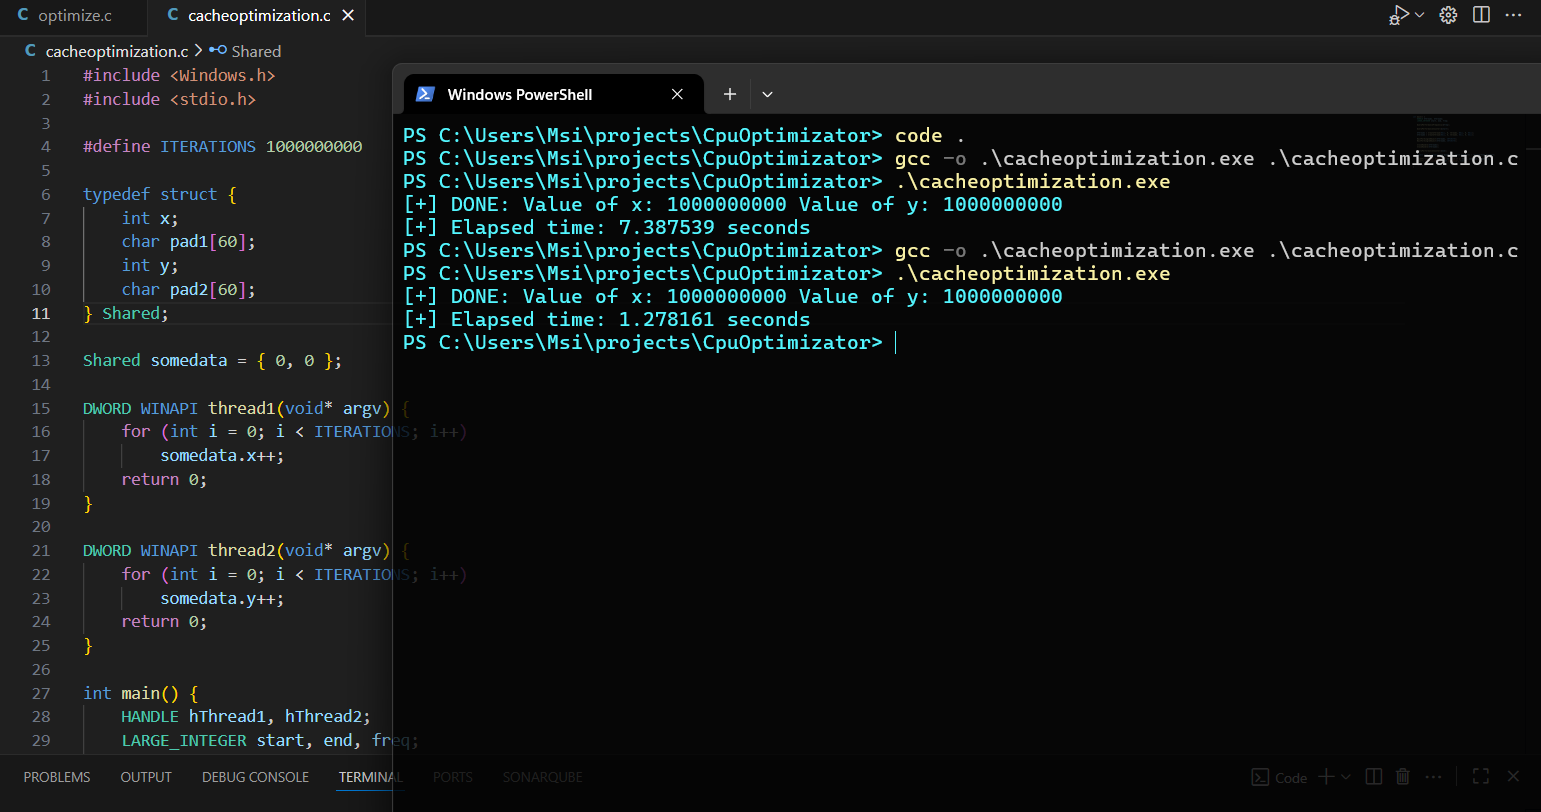 optimize.c
cacheoptimization.c
cacheoptimization.c > Shared
1 #include <Windows.h>
2 #include <stdio.h>
3
4 #define ITERATIONS 1000000000
5
6 typedef struct {
7 int x;
8 char pad1[60];
9 int y;
10 char pad2[60];
11 } Shared;
12
13 Shared somedata = { 0, 0 };
14
15 DWORD WINAPI thread1(void* argv) {
16 for (int i = 0; i < ITERATIONS; i++)
17 somedata.x++;
18 return 0;
19 }
20
21 DWORD WINAPI thread2(void* argv) {
22 for (int i = 0; i < ITERATIONS; i++)
23 somedata.y++;
24 return 0;
25 }
26
27 int main() {
28 HANDLE hThread1, hThread2;
29 LARGE_INTEGER start, end, freq;
Windows PowerShell
PS C:\Users\Msi\projects\CpuOptimizator> code .
PS C:\Users\Msi\projects\CpuOptimizator> gcc -o .\cacheoptimization.exe .\cacheoptimization.c
PS C:\Users\Msi\projects\CpuOptimizator> .\cacheoptimization.exe
[+] DONE: Value of x: 1000000000 Value of y: 1000000000
[+] Elapsed time: 7.387539 seconds
PS C:\Users\Msi\projects\CpuOptimizator> gcc -o .\cacheoptimization.exe .\cacheoptimization.c
PS C:\Users\Msi\projects\CpuOptimizator> .\cacheoptimization.exe
[+] DONE: Value of x: 1000000000 Value of y: 1000000000
[+] Elapsed time: 1.278161 seconds
PS C:\Users\Msi\projects\CpuOptimizator>
PROBLEMS OUTPUT DEBUG CONSOLE TERMINAL PORTS SONARQUBE
Code